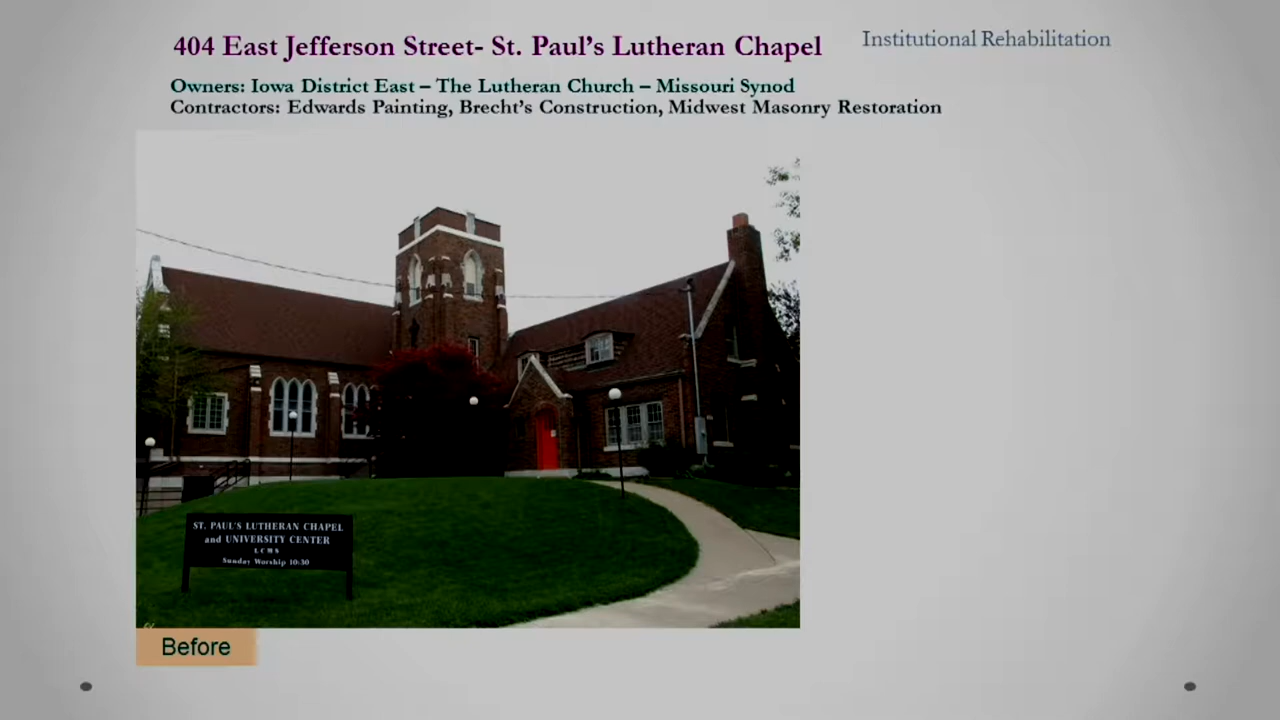 404 East Jefferson Street- St. Paul's Lutheran Chapel
Institutional Rehabilitation
Owners: Iowa District East – The Lutheran Church – Missouri Synod
Contractors: Edwards Painting, Brecht's Construction, Midwest Masonry Restoration
ST. PAUL'S LUTHERAN CHAPEL
and UNIVERSITY CENTER
LCMS
Sunday Worship 10:30
Before